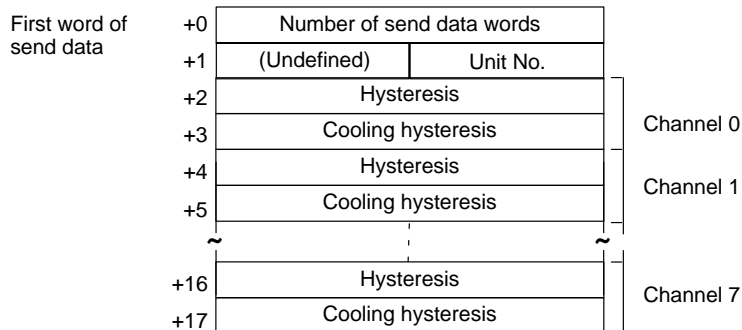 First word of
send data
+0 Number of send data words
+1 (Undefined) Unit No.
+2 Hysteresis
+3 Cooling hysteresis
Channel 0
+4 Hysteresis
+5 Cooling hysteresis
Channel 1
~ ~
+16 Hysteresis
+17 Cooling hysteresis
Channel 7